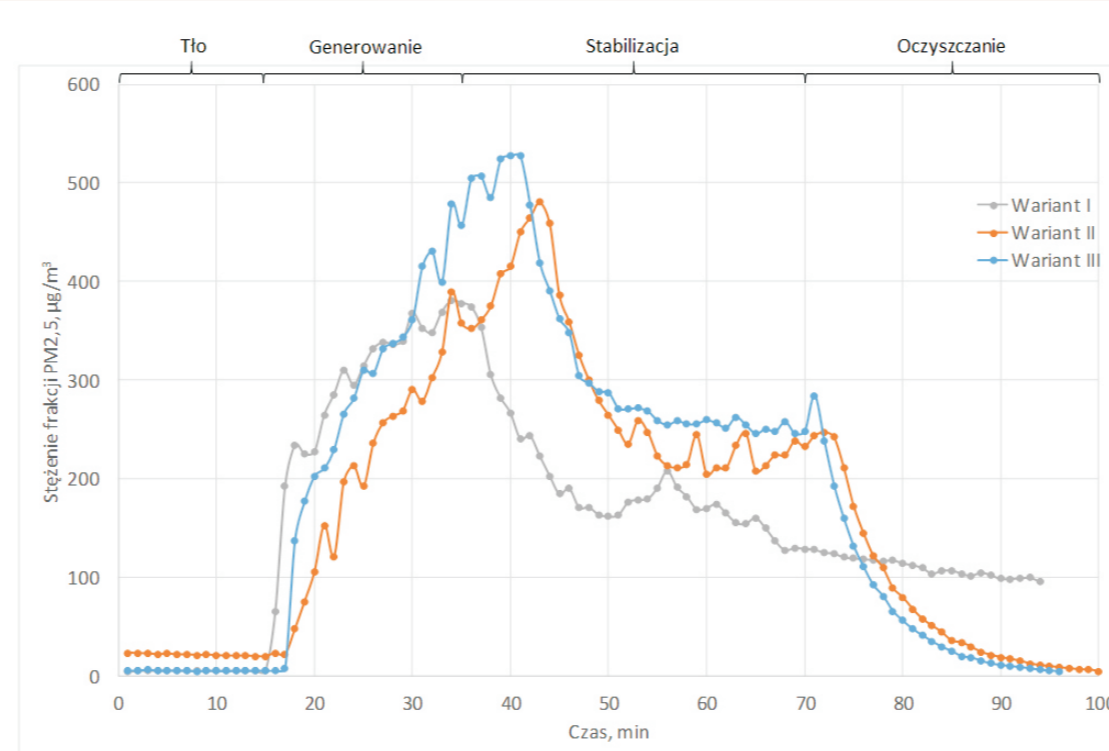 Tło Generowanie Stabilizacja Oczyszczanie
600
500
400
300
200
100
0
Stężenie frakcji PM2,5, µg/m³
Wariant I
Wariant II
Wariant III
0 10 20 30 40 50 60 70 80 90 100
Czas, min